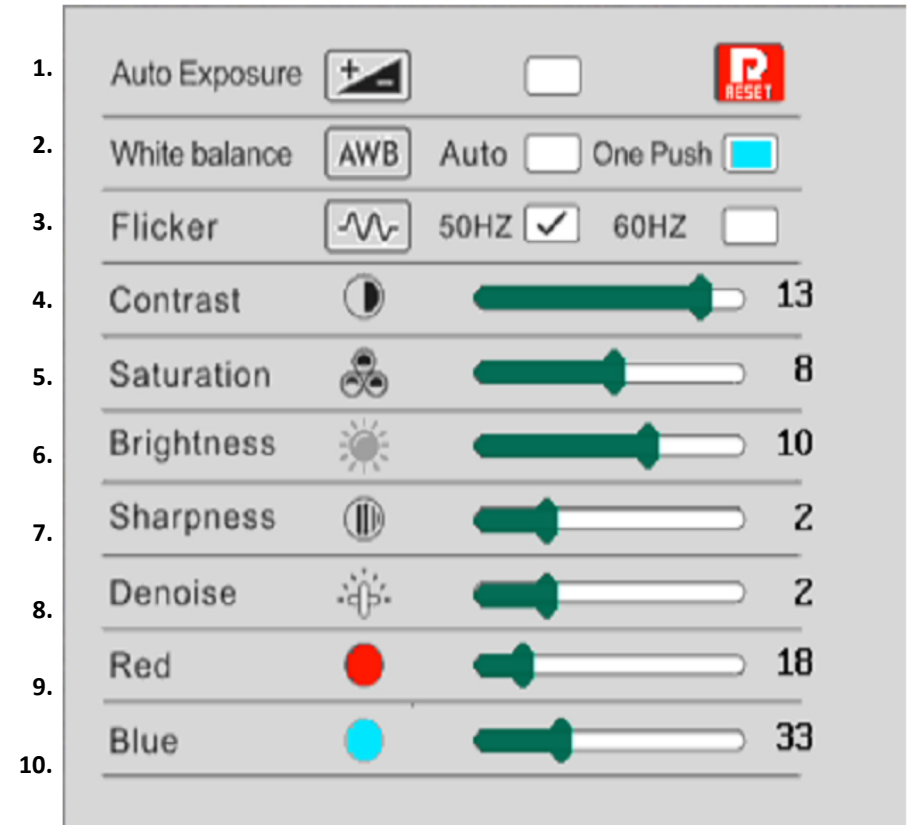 1. Auto Exposure RESET
2. White balance AWB Auto One Push
3. Flicker 50HZ 60HZ
4. Contrast 13
5. Saturation 8
6. Brightness 10
7. Sharpness 2
8. Denoise 2
9. Red 18
10. Blue 33